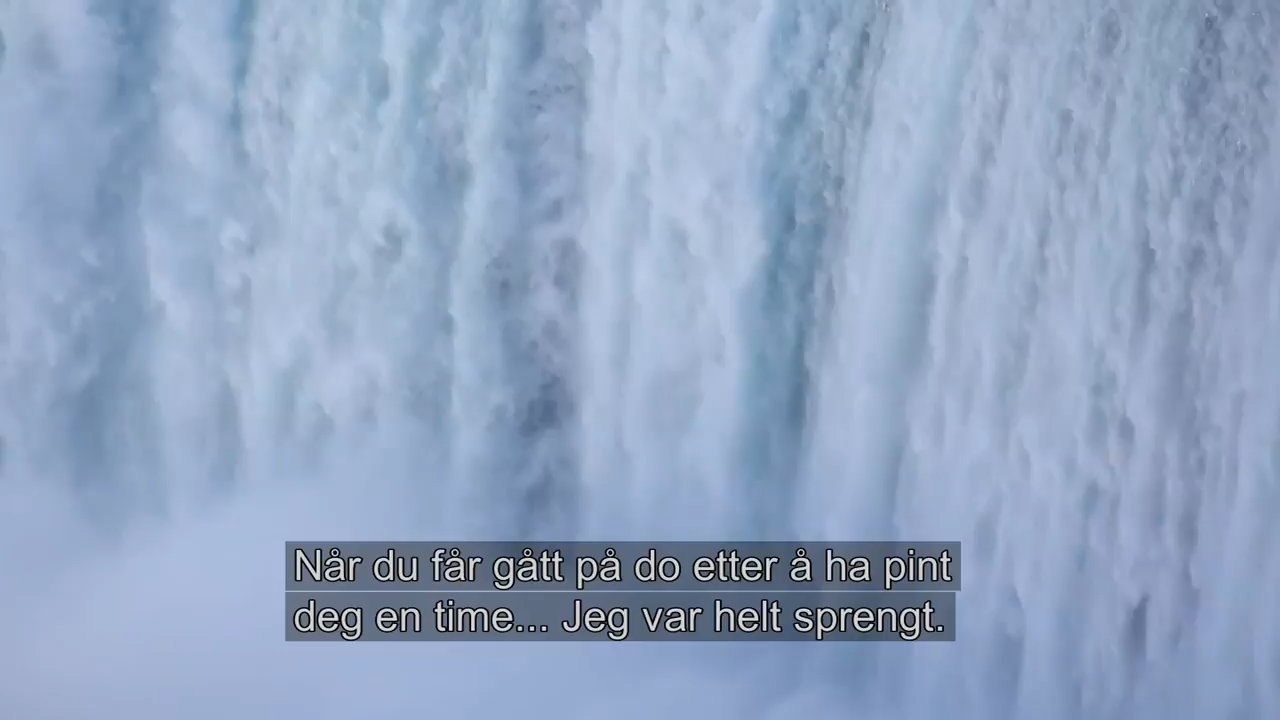 Når du får gått på do etter å ha pint
deg en time... Jeg var helt sprengt.